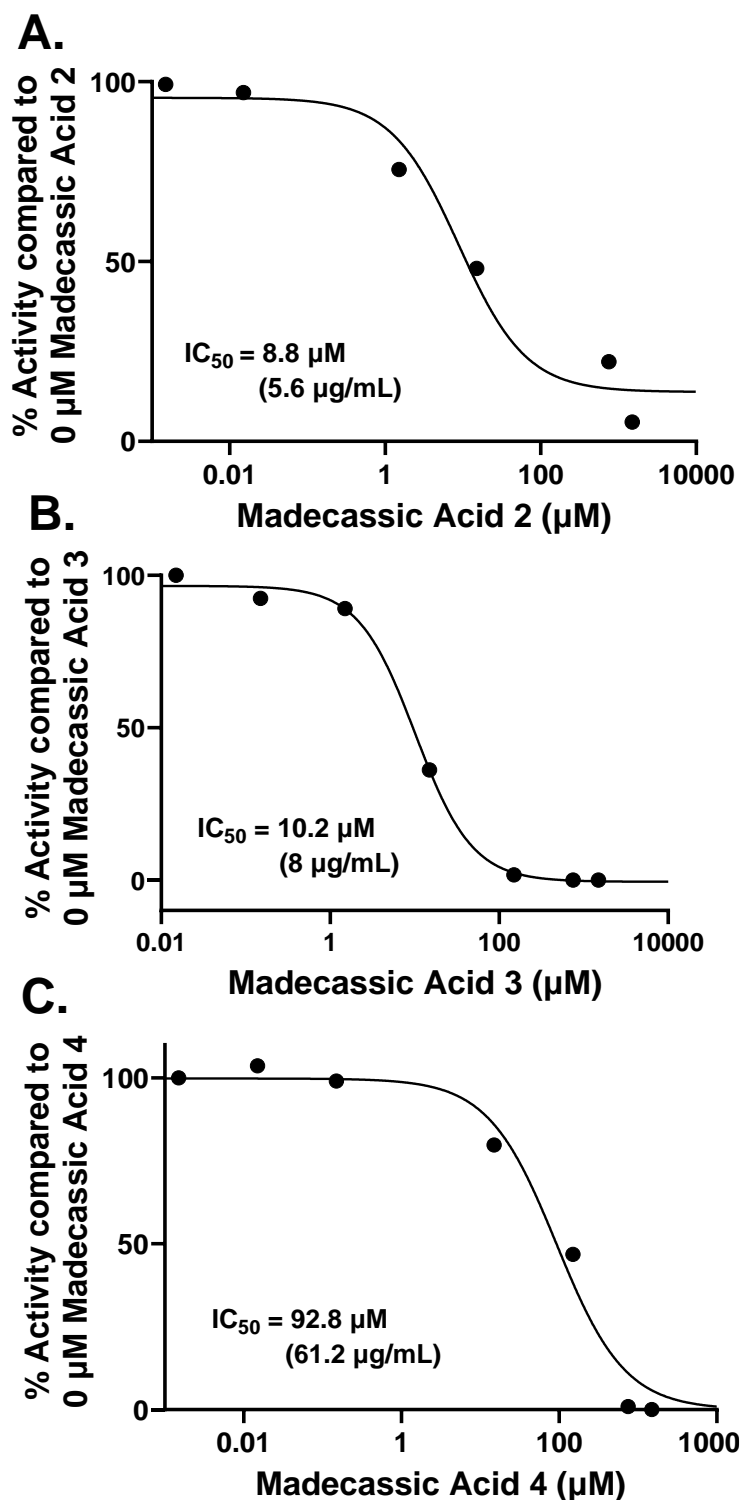 A.
% Activity compared to
0 µM Madecassic Acid 2
100
50
0
IC50 = 8.8 µM
(5.6 µg/mL)
0.01
1
100
10000
Madecassic Acid 2 (µM)
B.
% Activity compared to
0 µM Madecassic Acid 3
100
50
0
IC50 = 10.2 µM
(8 µg/mL)
0.01
1
100
10000
Madecassic Acid 3 (µM)
C.
% Activity compared to
0 µM Madecassic Acid 4
100
50
0
IC50 = 92.8 µM
(61.2 µg/mL)
0.01
1
100
1000
Madecassic Acid 4 (µM)